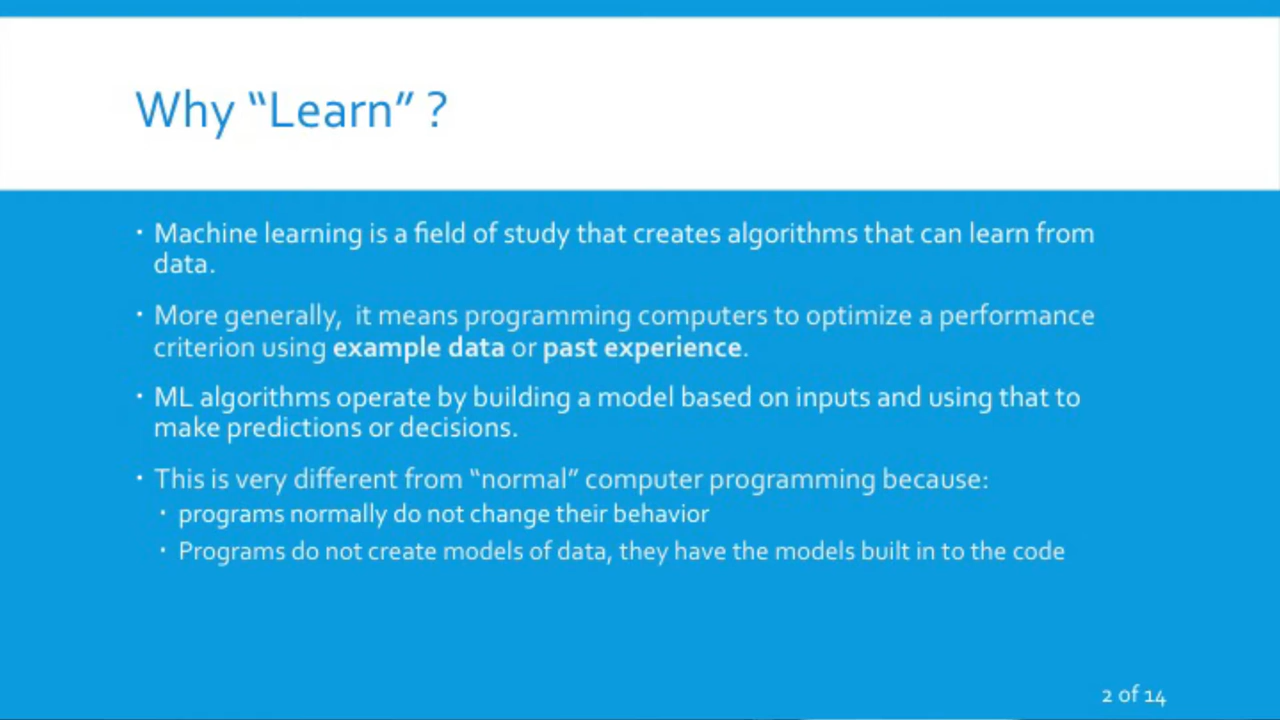 Why “Learn” ?
· Machine learning is a field of study that creates algorithms that can learn from
data.
· More generally,  it means programming computers to optimize a performance
criterion using example data or past experience.
· ML algorithms operate by building a model based on inputs and using that to
make predictions or decisions.
· This is very different from “normal” computer programming because:
· programs normally do not change their behavior
· Programs do not create models of data, they have the models built in to the code
2 of 14